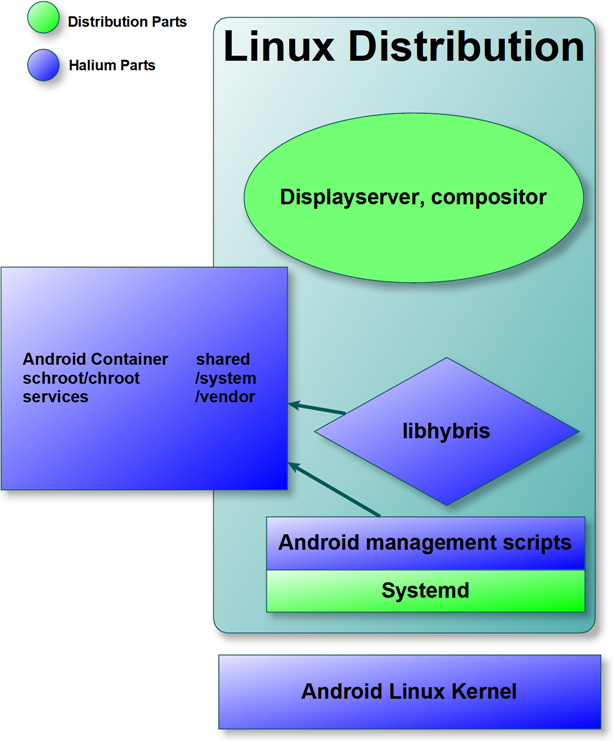 Distribution Parts
Halium Parts
Linux Distribution
Displayserver, compositor
Android Container shared
schroot/chroot /system
services /vendor
libhybris
Android management scripts
Systemd
Android Linux Kernel